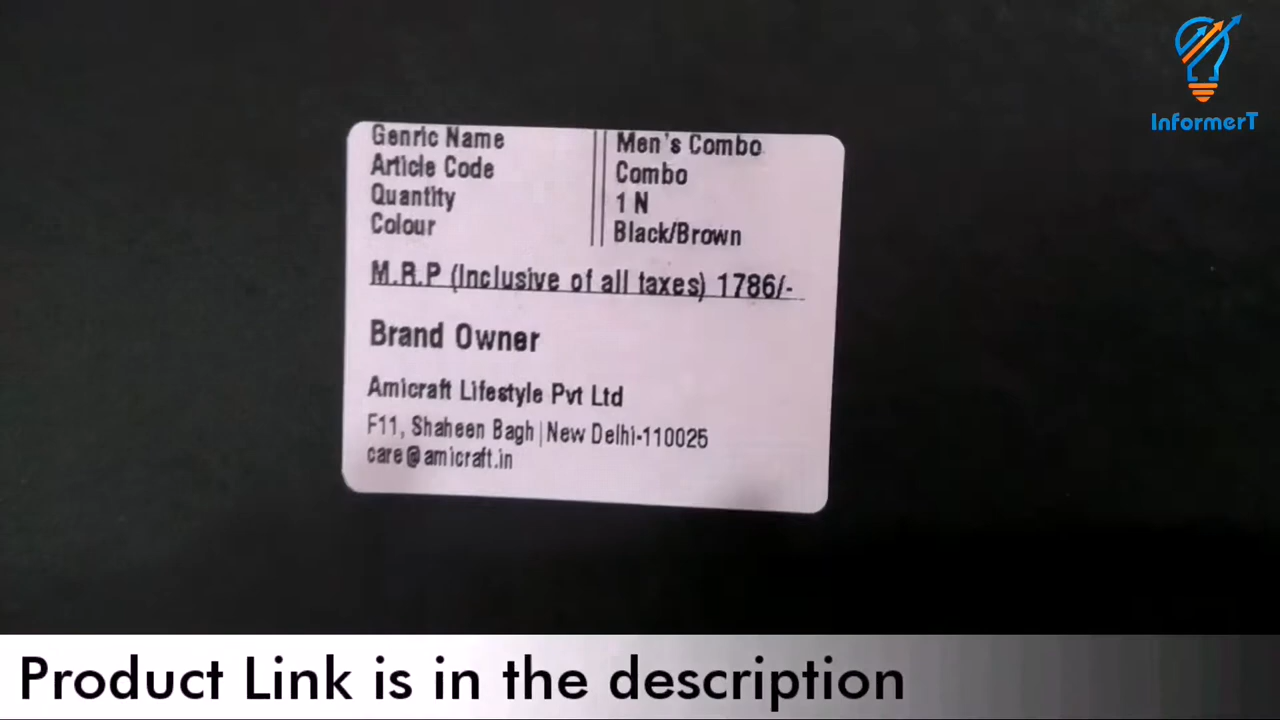 InformerT
Genric Name || Men's Combo
Article Code || Combo
Quantity || 1 N
Colour || Black/Brown
M.R.P (Inclusive of all taxes) 1786/-
Brand Owner
Amicraft Lifestyle Pvt Ltd
F11, Shaheen Bagh | New Delhi-110025
care@amicraft.in
Product Link is in the description